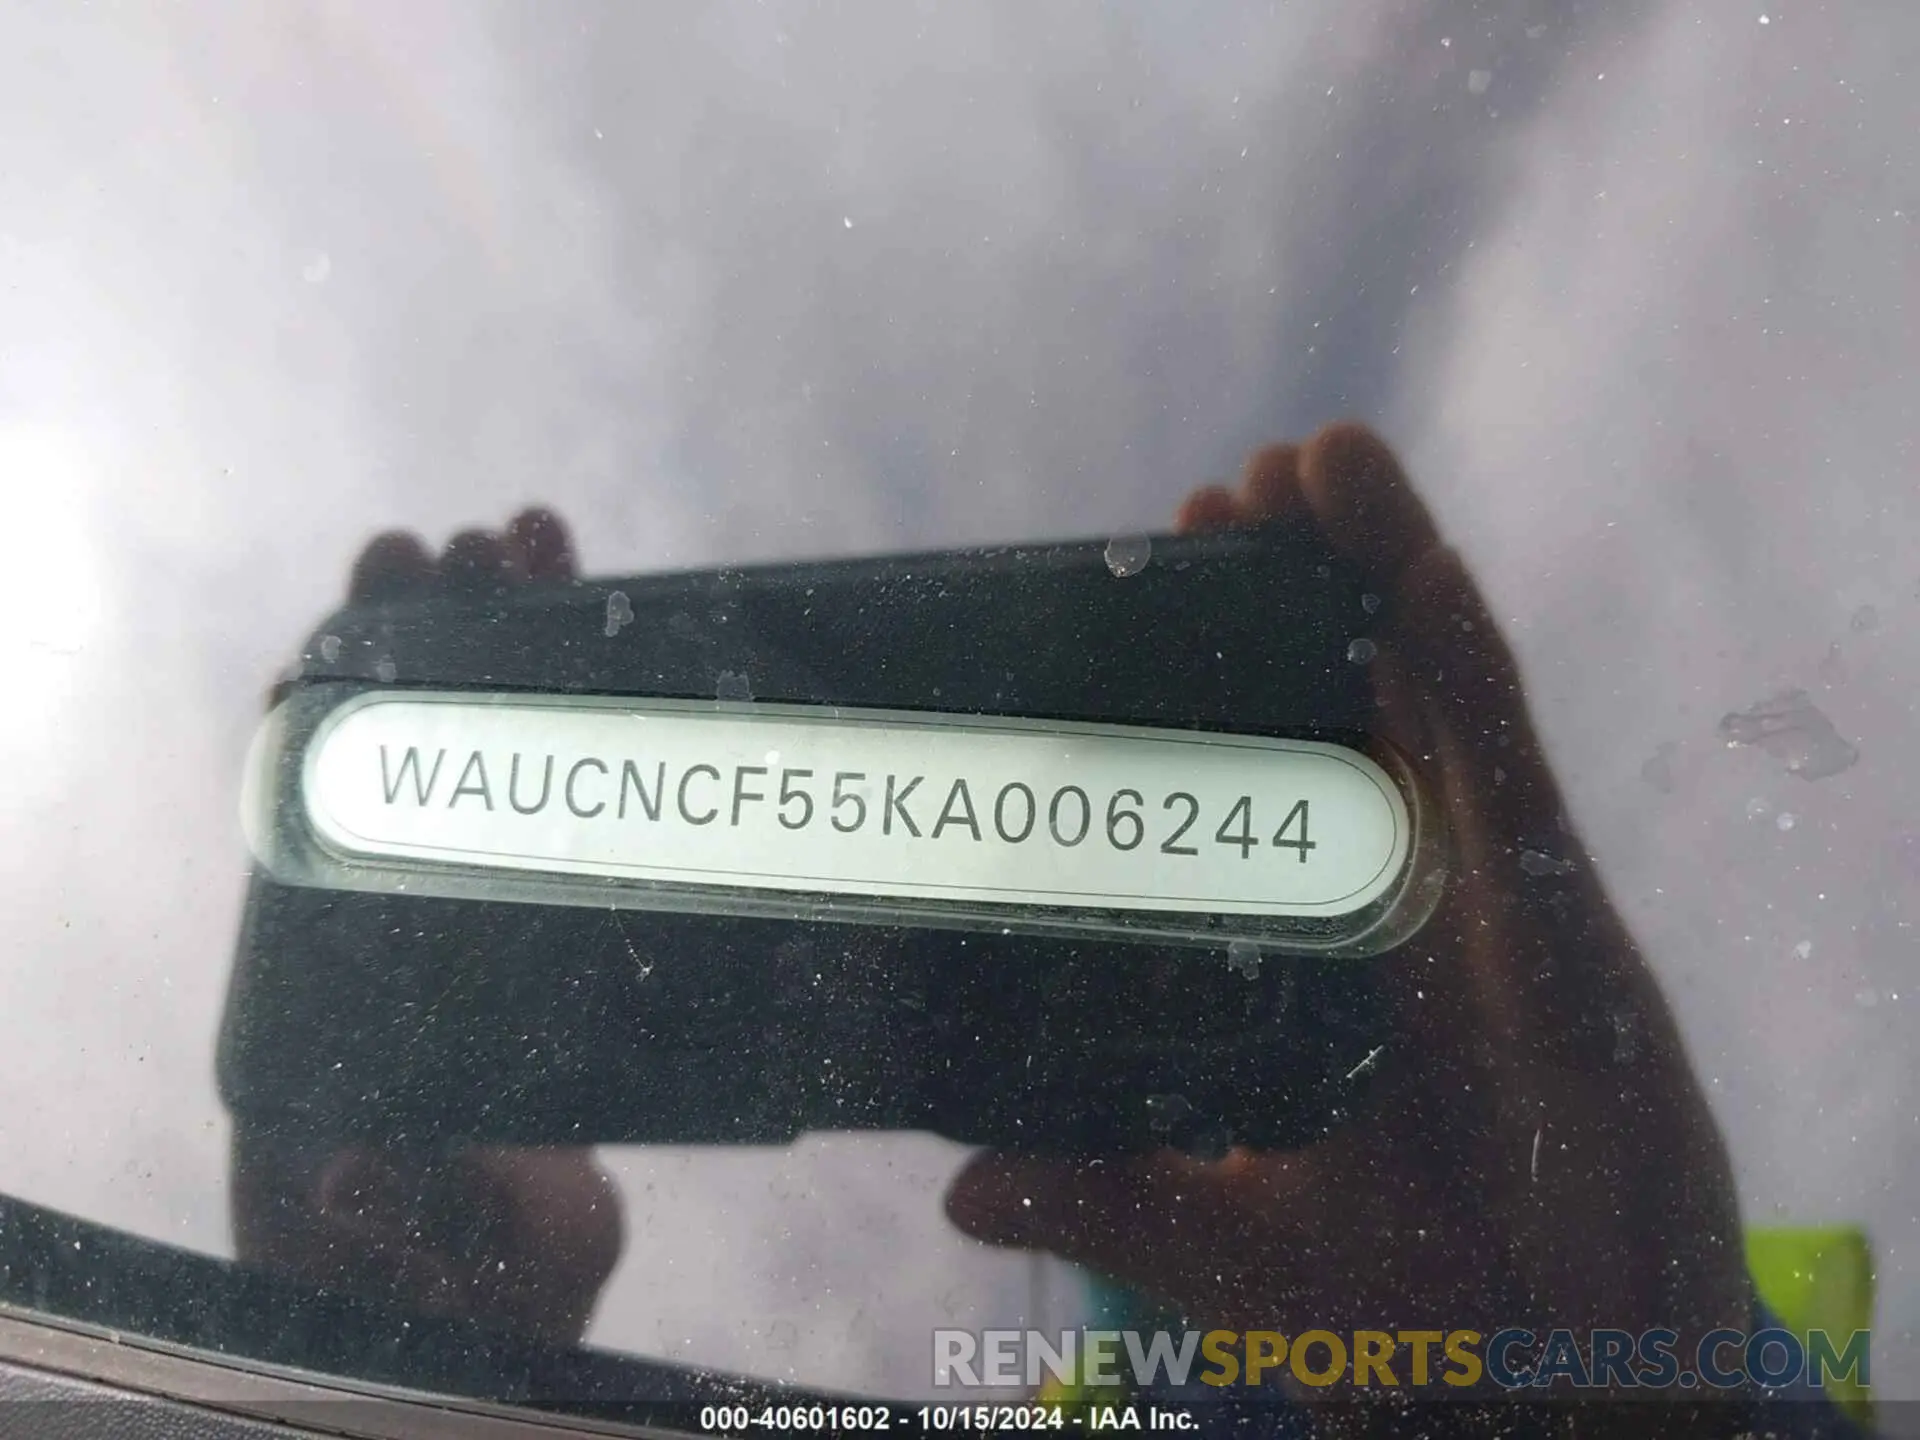 WAUCNCF55KA006244
RENEWSPORTSCARS.COM
000-40601602 - 10/15/2024 - IAA Inc.